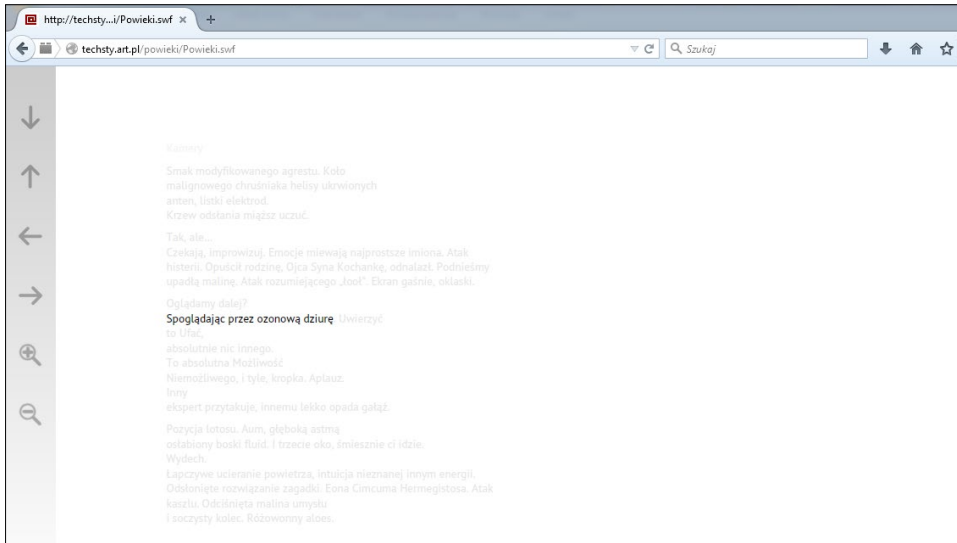 http://techsty...i/Powieki.swf
techsty.art.pl/powieki/Powieki.swf
Szukaj
Każemy
Smak modyfikowanego agrestu. Koło
malignowego chruśniaka helisy ukrwionych
anten, listki elektrod.
Krzew odsłania miąższ uczuć.
Tak, ale...
Czekają, improwizuj. Emocje miewają najprostsze imiona. Atak
histerii. Opuścił rodzinę, Ojca Syna Kochankę, odnalazł. Podnieśmy
upadłą malinę. Atak rozumiejącego „łooł". Ekran gaśnie, oklaski.
Oglądamy dalej?
Spoglądając przez ozonową dziurę Uwierzyć
to Ufać,
absolutnie nic innego.
To absolutna Możliwość
Niemożliwego, i tyle, kropka. Aplauz.
Inny
ekspert przytakuje, innemu lekko opada gałąź.
Pozycja lotosu. Aum, głęboką astmą
osłabiony boski fluid. I trzecie oko, śmiesznie ci idzie.
Wydech.
Łapczywe ucieranie powietrza, intuicja nieznanej innym energii.
Odsłonięte rozwiązanie zagadki. Eona Cimcuma Hermegistosa. Atak
kaszlu. Odciśnięta malina umysłu
i soczysty kolec. Różowonny aloes.